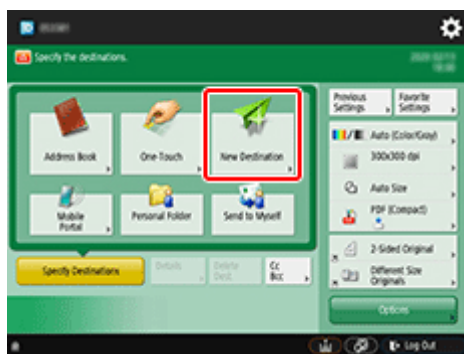 Specify the destinations.
Previous Settings
Favorite Settings
Address Book
One-Touch
New Destination
Auto (Color/Gray)
300x300 dpi
Auto Size
Mobile Portal
Personal Folder
Send to Myself
PDF (Compact)
2-Sided Original
Specify Destinations
Details
Delete Dest.
Cc Bcc
Different Size Originals
Options
Log Out